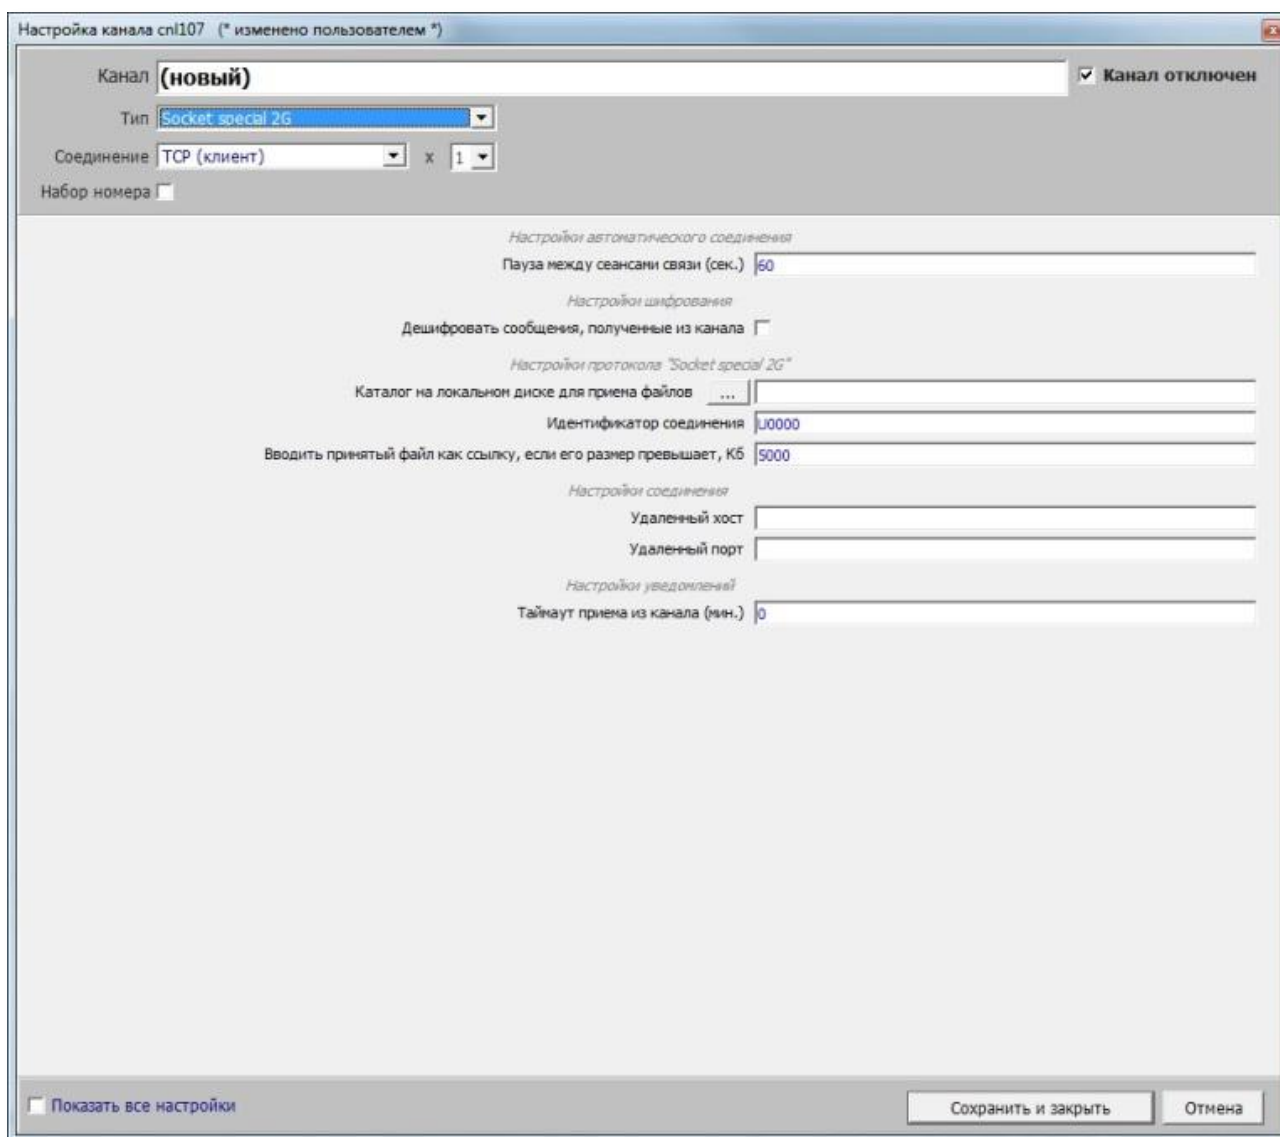 Настройка канала cnl107 (* изменено пользователем *)
Канал (новый) Канал отключен
Тип Socket special 2G
Соединение TCP (клиент) x 1
Набор номера
Настройки автоматического соединения
Пауза между сеансами связи (сек.) 60
Настройки шифрования
Дешифровать сообщения, полученные из канала
Настройки протокола "Socket special 2G"
Каталог на локальном диске для приема файлов ...
Идентификатор соединения U0000
Вводить принятый файл как ссылку, если его размер превышает, Кб 5000
Настройки соединения
Удаленный хост
Удаленный порт
Настройки уведомлений
Таймаут приема из канала (мин.) 0
Показать все настройки Сохранить и закрыть Отмена